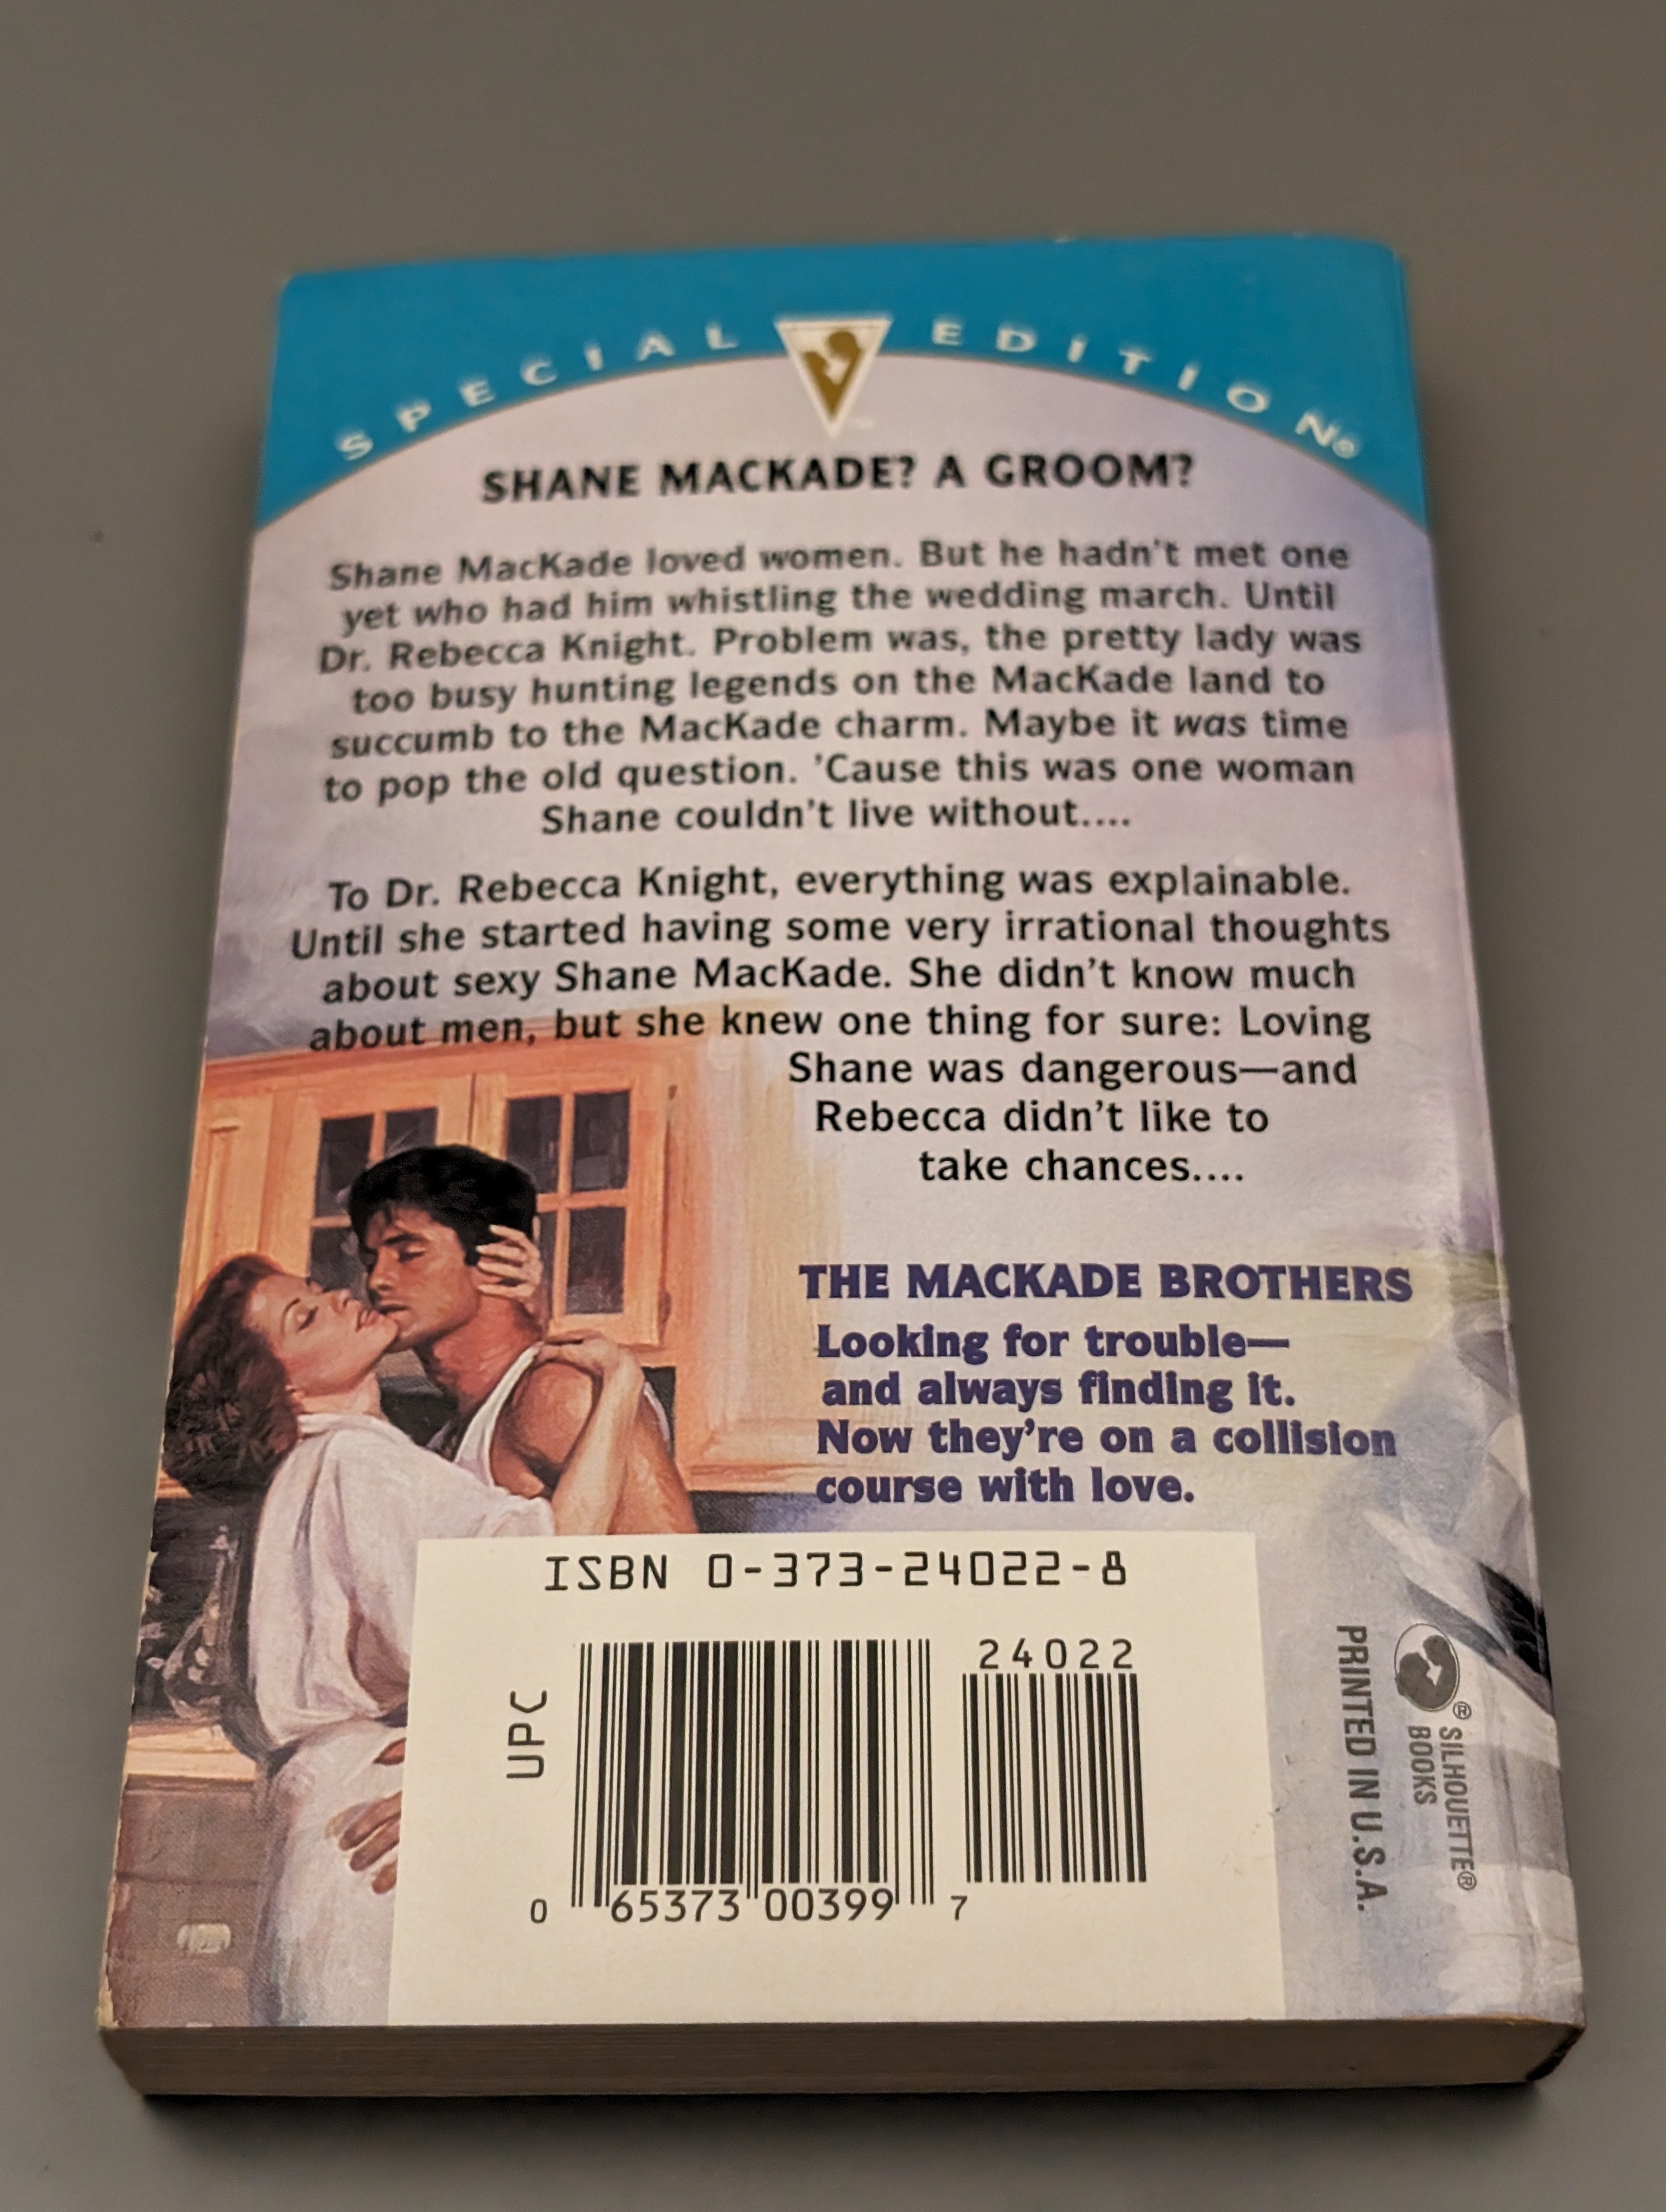 SPECIAL EDITION®
SHANE MACKADE? A GROOM?
Shane MacKade loved women. But he hadn't met one
yet who had him whistling the wedding march. Until
Dr. Rebecca Knight. Problem was, the pretty lady was
too busy hunting legends on the MacKade land to
succumb to the MacKade charm. Maybe it was time
to pop the old question. 'Cause this was one woman
Shane couldn't live without....
To Dr. Rebecca Knight, everything was explainable.
Until she started having some very irrational thoughts
about sexy Shane MacKade. She didn't know much
about men, but she knew one thing for sure: Loving
Shane was dangerous—and
Rebecca didn't like to
take chances....
THE MACKADE BROTHERS
Looking for trouble—
and always finding it.
Now they're on a collision
course with love.
ISBN 0-373-24022-8
24022
UPC
0 65373 00399 7
® SILHOUETTE®
BOOKS
PRINTED IN U.S.A.